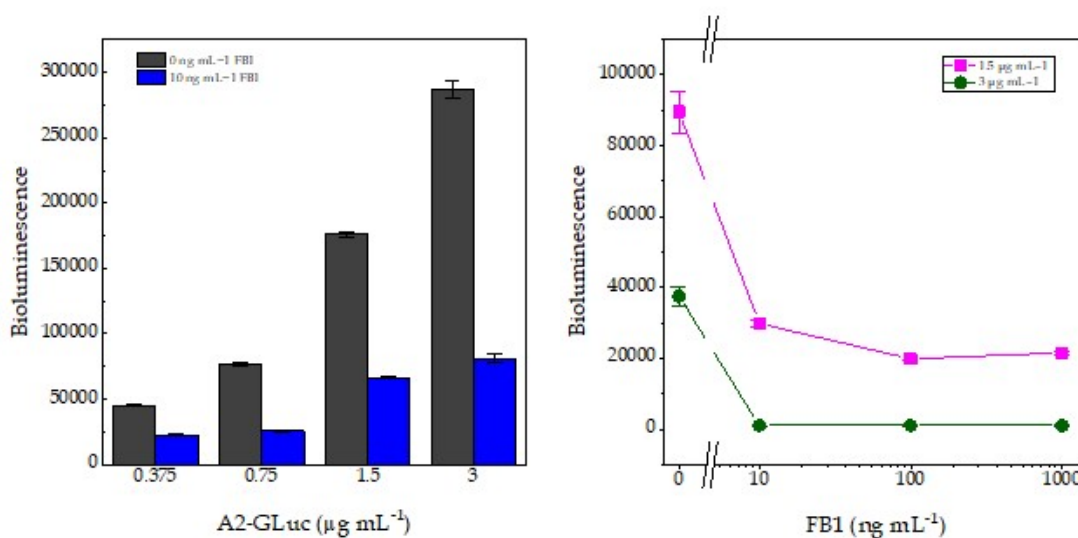 0 ng mL−1 FBI
10 ng mL−1 FBI
300000
250000
200000
150000
100000
50000
0
Bioluminescence
0.375 0.75 1.5 3
A2-GLuc (µg mL⁻¹)
1.5 µg mL−1
3 µg mL−1
100000
80000
60000
40000
20000
0
Bioluminescence
0 10 100 1000
FB1 (ng mL⁻¹)